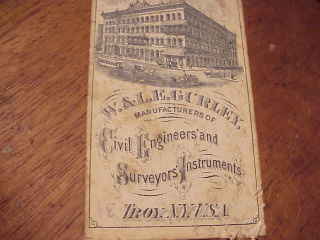 W. & L.E. GURLEY,
MANUFACTURERS OF
Civil Engineers' and
Surveyors' Instruments
TROY, N.Y. U.S.A.